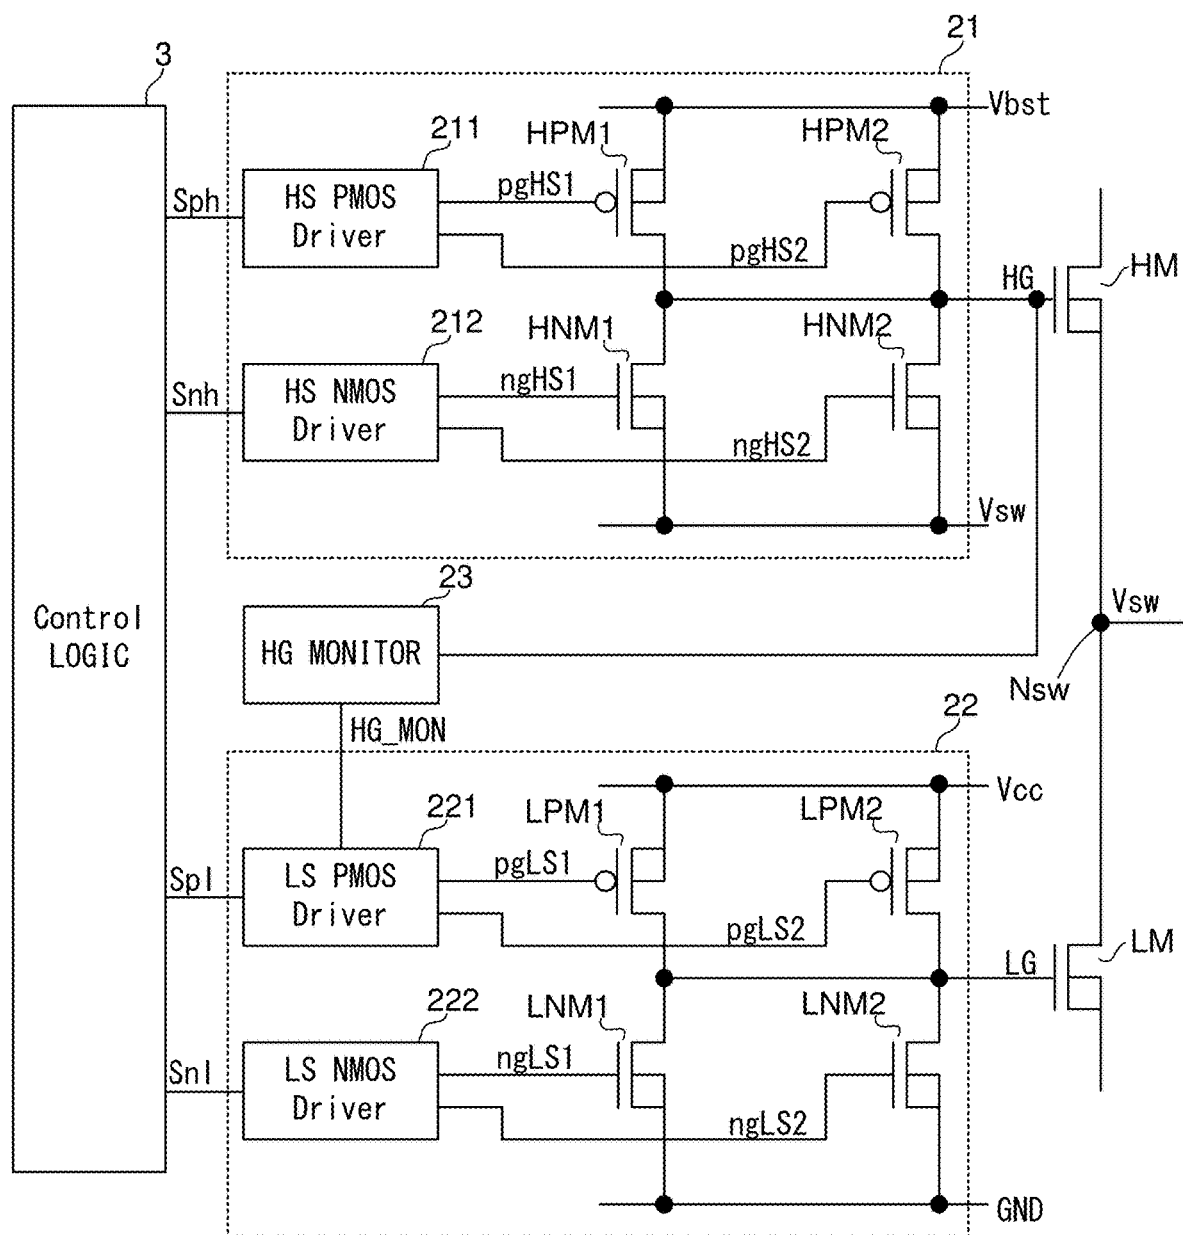 3
21
Vbst
211
HPM1
HPM2
Sph
HS PMOS
Driver
pgHS1
pgHS2
HG
HM
212
HNM1
HNM2
Snh
HS NMOS
Driver
ngHS1
ngHS2
Vsw
Control
LOGIC
23
HG MONITOR
Vsw
Nsw
HG_MON
22
Vcc
221
LPM1
LPM2
Spl
LS PMOS
Driver
pgLS1
pgLS2
LG
LM
222
LNM1
LNM2
Snl
LS NMOS
Driver
ngLS1
ngLS2
GND